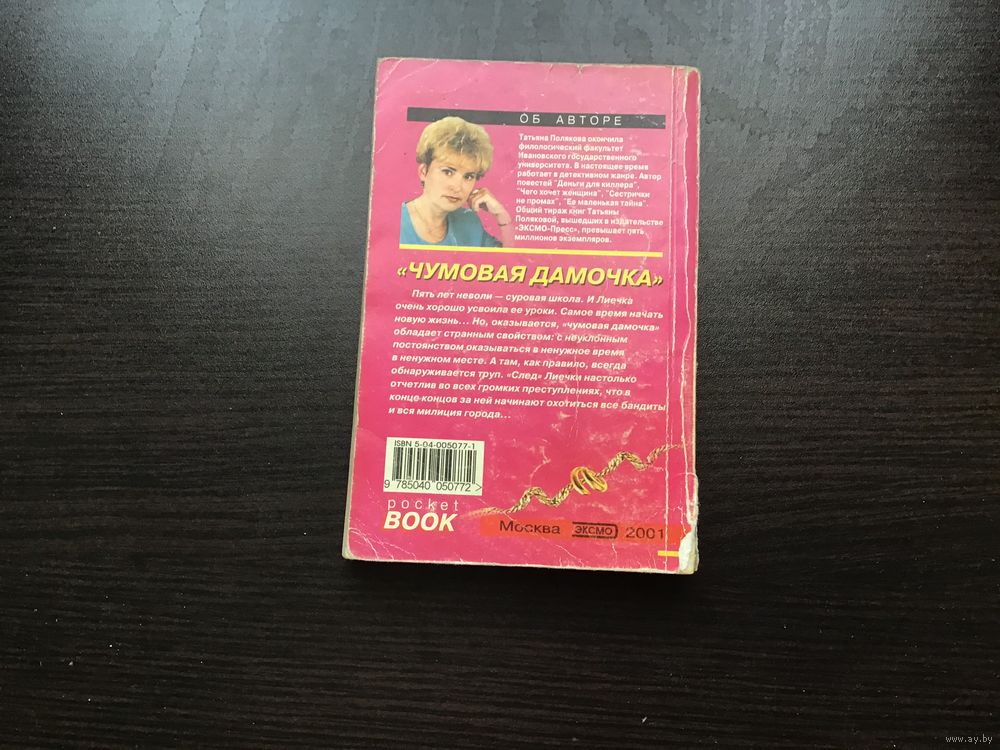 ОБ АВТОРЕ
Татьяна Полякова окончила
филологический факультет
Ивановского государственного
университета. В настоящее время
работает в детективном жанре. Автор
повестей "Деньги для киллера",
"Чего хочет женщина", "Сестрички
не промах", "Ее маленькая тайна".
Общий тираж книг Татьяны
Поляковой, вышедших в издательстве
«ЭКСМО-Пресс», превышает пять
миллионов экземпляров.
«ЧУМОВАЯ ДАМОЧКА»
Пять лет неволи — суровая школа. И Лиечка
очень хорошо усвоила ее уроки. Самое время начать
новую жизнь... Но, оказывается, «чумовая дамочка»
обладает странным свойством: с неуклонным
постоянством оказываться в ненужное время
в ненужном месте. А там, как правило, всегда
обнаруживается труп. «След» Лиечки настолько
отчетлив во всех громких преступлениях, что в
конце концов за ней начинают охотиться все бандиты
и вся милиция города...
ISBN 5-04-005077-1
9 785040 050772 >
pocket
BOOK
Москва ЭКСМО 2001
www.ay.by